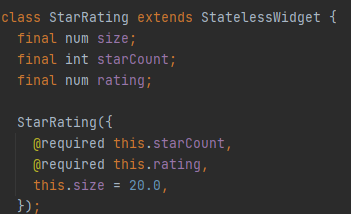 class StarRating extends StatelessWidget {
  final num size;
  final int starCount;
  final num rating;

  StarRating({
    @required this.starCount,
    @required this.rating,
    this.size = 20.0,
  });